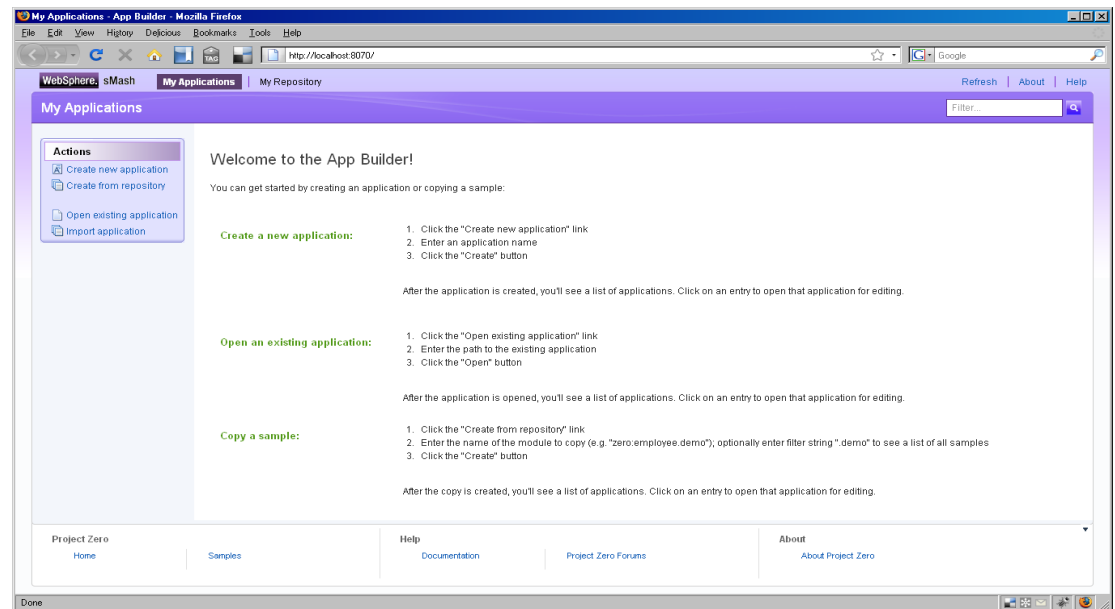 My Applications - App Builder - Mozilla Firefox
File Edit View History Delicious Bookmarks Tools Help
TAG http://localhost:8070/ G Google
WebSphere. sMash My Applications | My Repository Refresh | About | Help
My Applications Filter...
Actions
Create new application
Create from repository
Open existing application
Import application
Welcome to the App Builder!
You can get started by creating an application or copying a sample:
Create a new application:
1. Click the "Create new application" link
2. Enter an application name
3. Click the "Create" button
After the application is created, you'll see a list of applications. Click on an entry to open that application for editing.
Open an existing application:
1. Click the "Open existing application" link
2. Enter the path to the existing application
3. Click the "Open" button
After the application is opened, you'll see a list of applications. Click on an entry to open that application for editing.
Copy a sample:
1. Click the "Create from repository" link
2. Enter the name of the module to copy (e.g. "zero:employee.demo"); optionally enter filter string ".demo" to see a list of all samples
3. Click the "Create" button
After the copy is created, you'll see a list of applications. Click on an entry to open that application for editing.
Project Zero Help About
Home Samples Documentation Project Zero Forums About Project Zero
Done